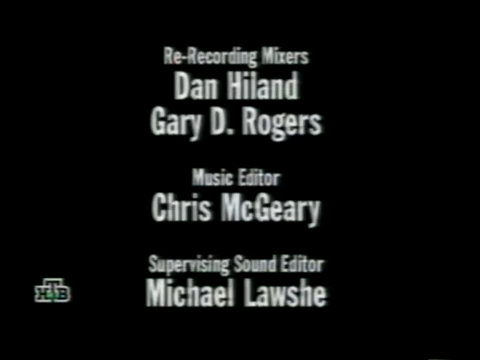 Re-Recording Mixers
Dan Hiland
Gary D. Rogers
Music Editor
Chris McGeary
Supervising Sound Editor
Michael Lawshe
НТВ